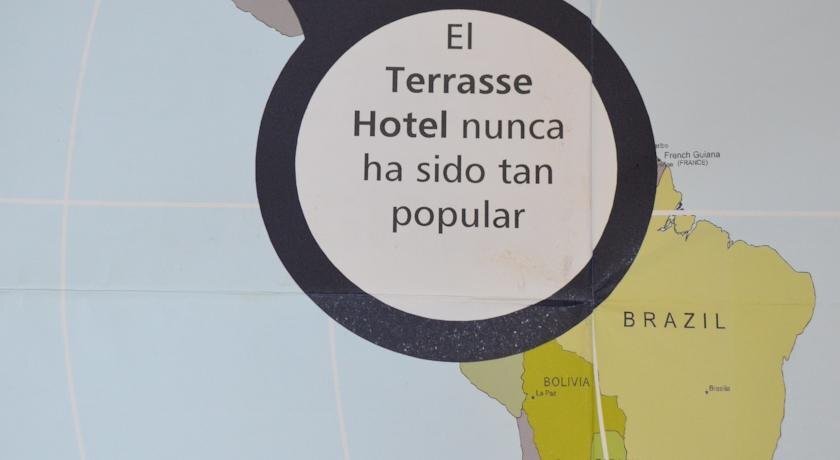 El
Terrasse
Hotel nunca
ha sido tan
popular
French Guiana
(FRANCE)
BRAZIL
BOLIVIA
La Paz
Brasilia